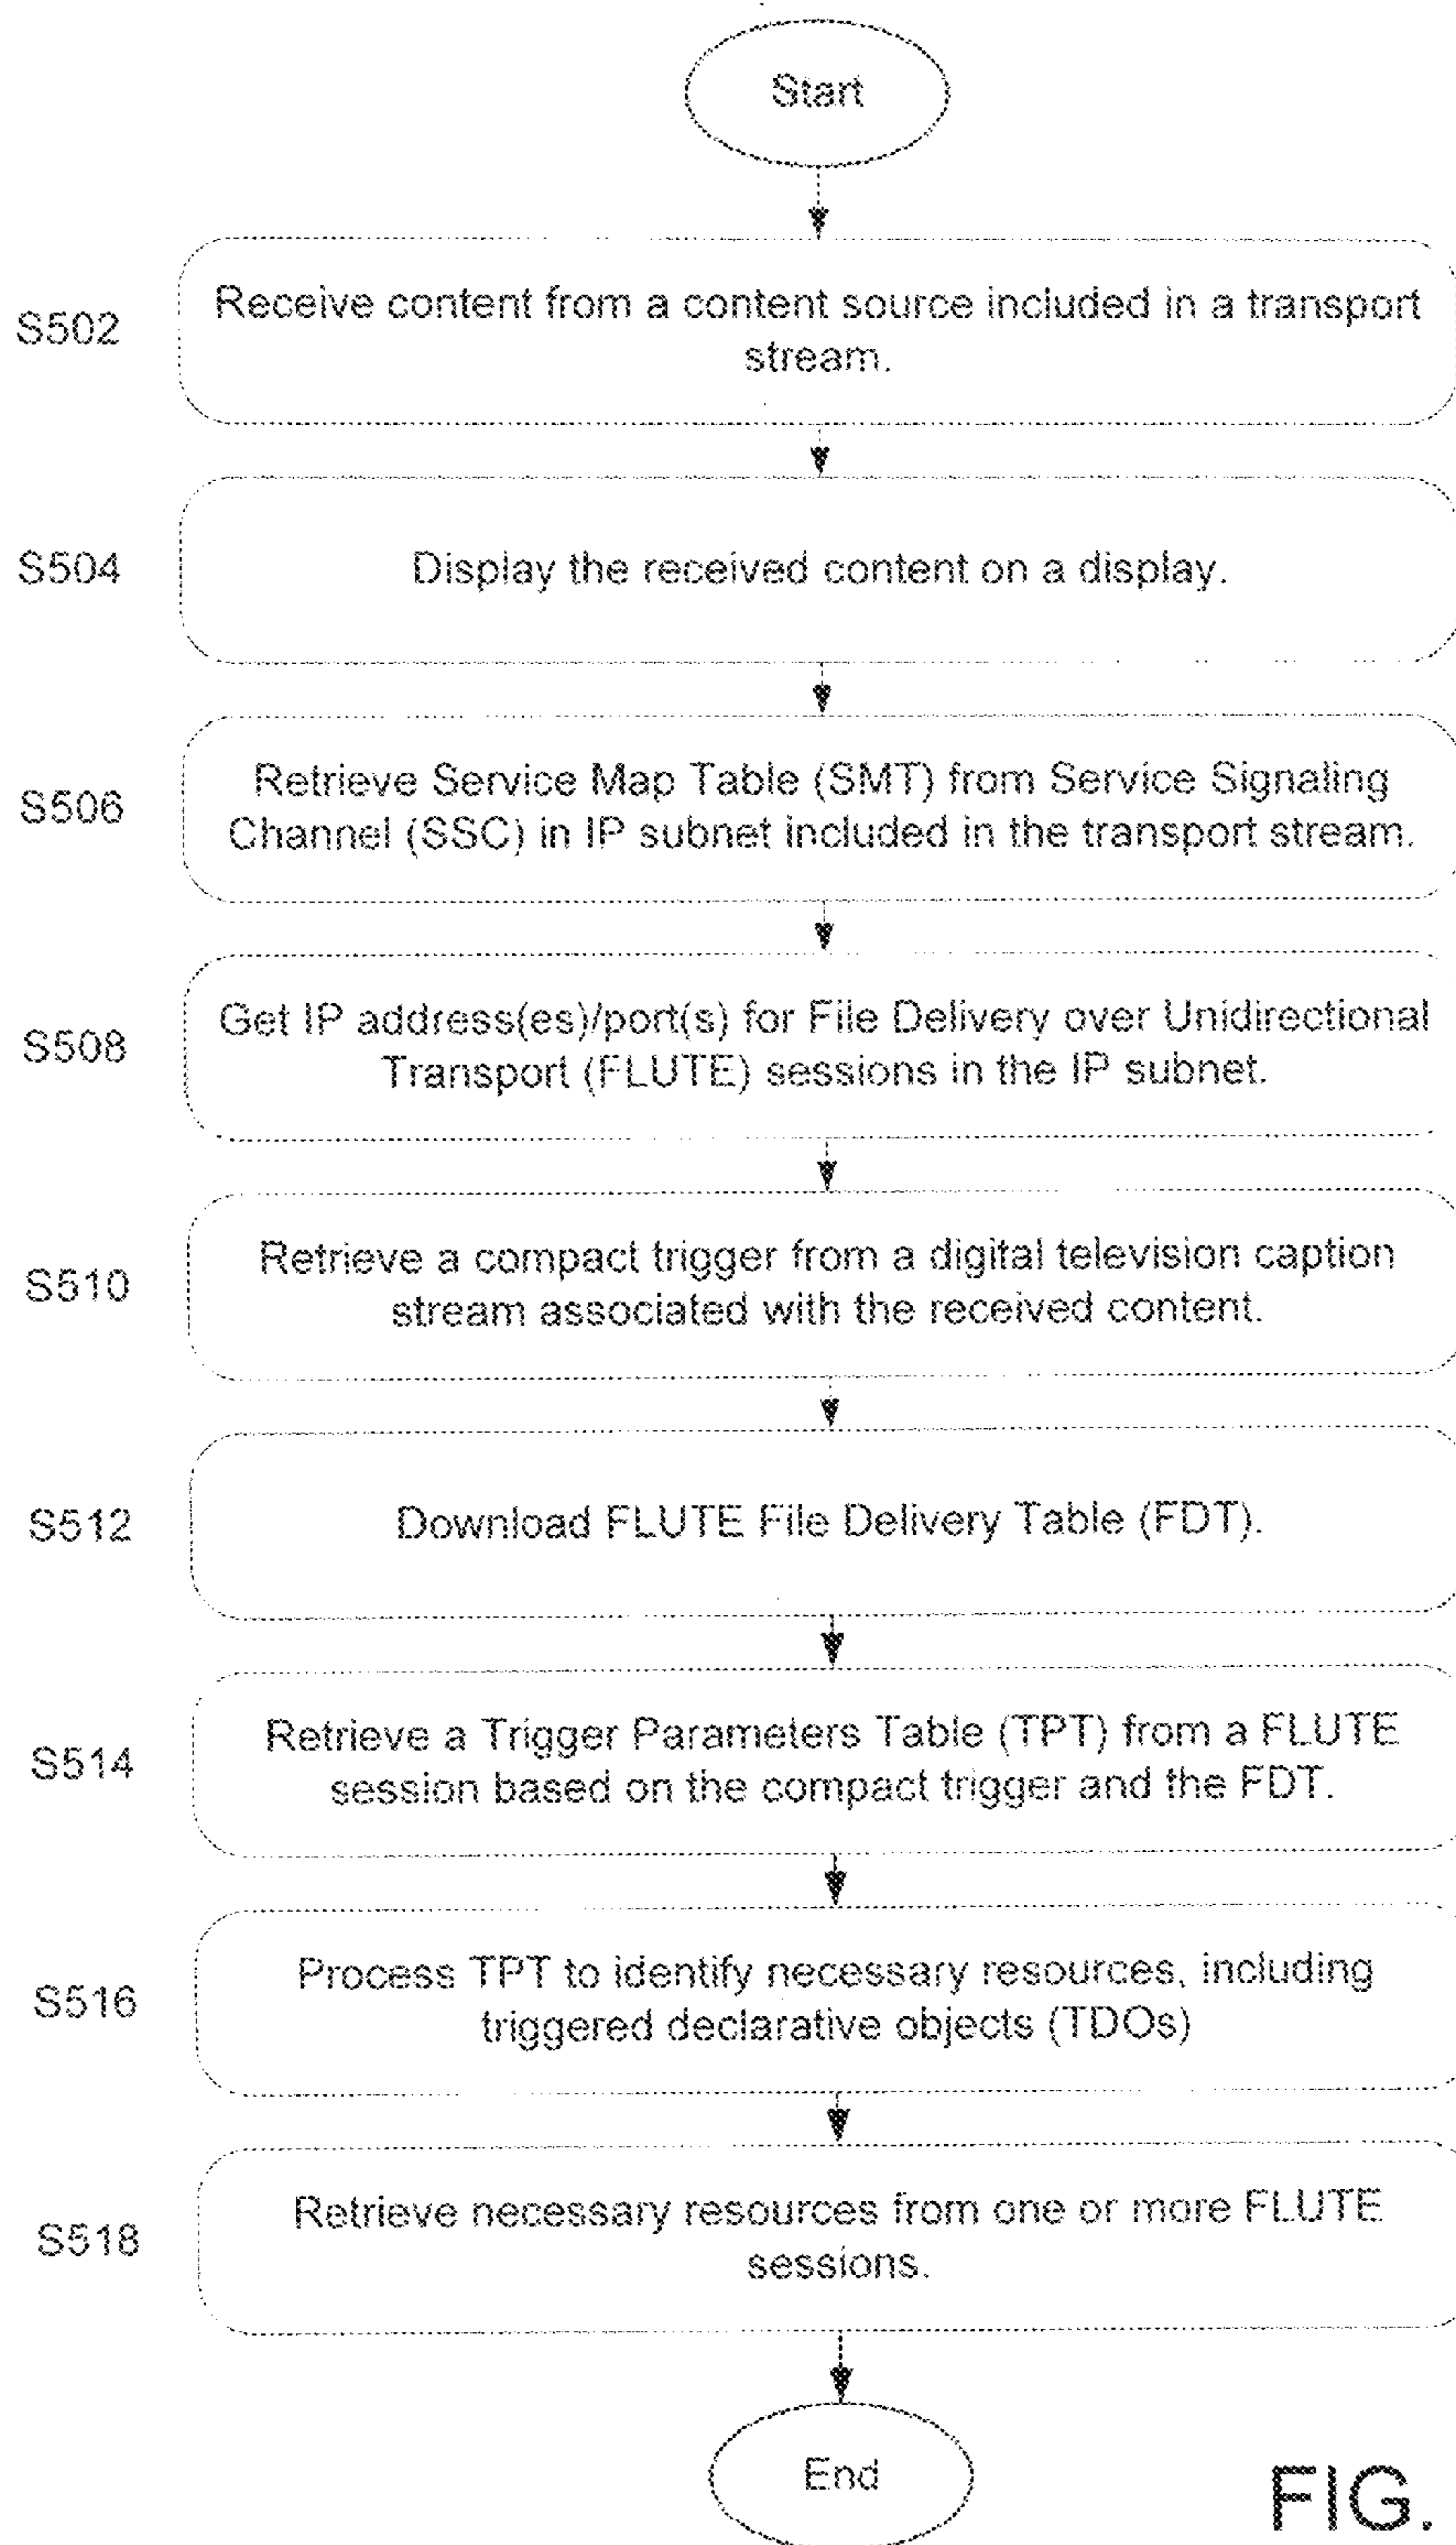 Start
S502
Receive content from a content source included in a transport
stream.
S504
Display the received content on a display.
S506
Retrieve Service Map Table (SMT) from Service Signaling
Channel (SSC) in IP subnet included in the transport stream.
S508
Get IP address(es)/port(s) for File Delivery over Unidirectional
Transport (FLUTE) sessions in the IP subnet.
S510
Retrieve a compact trigger from a digital television caption
stream associated with the received content.
S512
Download FLUTE File Delivery Table (FDT).
S514
Retrieve a Trigger Parameters Table (TPT) from a FLUTE
session based on the compact trigger and the FDT.
S516
Process TPT to identify necessary resources, including
triggered declarative objects (TDOs)
S518
Retrieve necessary resources from one or more FLUTE
sessions.
End
FIG.